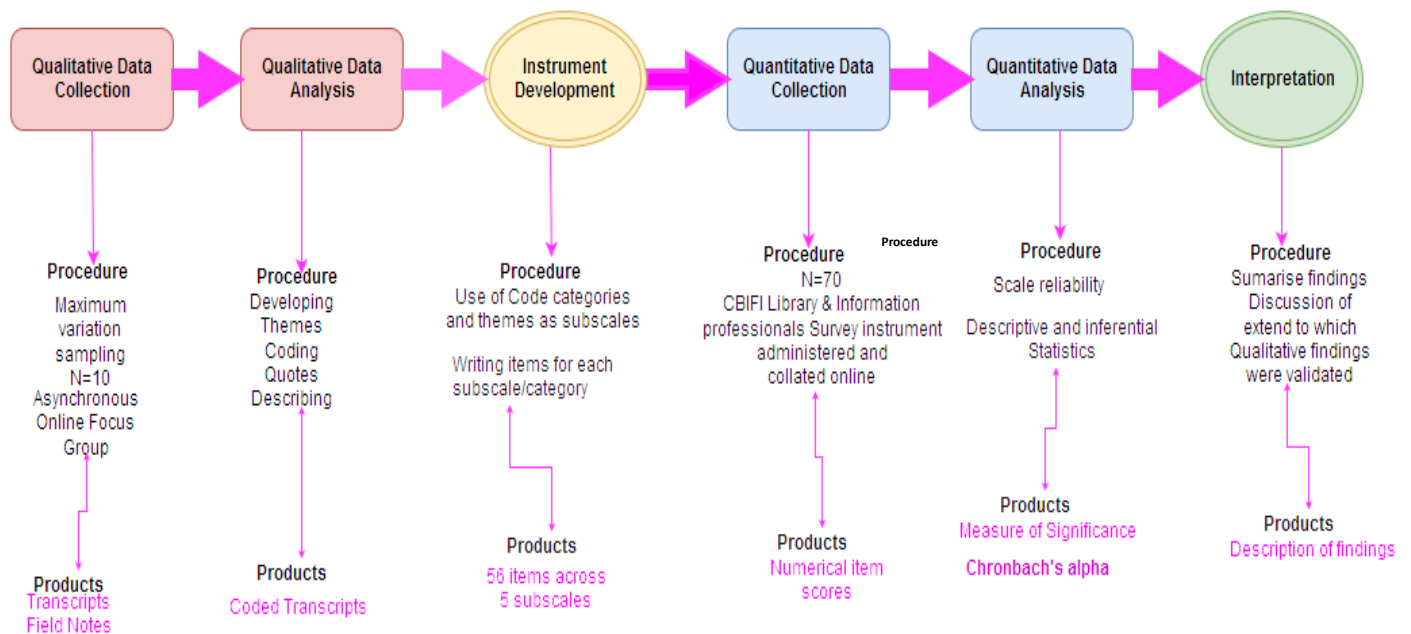 Qualitative Data
Collection
Qualitative Data
Analysis
Instrument
Development
Quantitative Data
Collection
Quantitative Data
Analysis
Interpretation
Procedure
Maximum
variation
sampling
N=10
Asynchronous
Online Focus
Group
Products
Transcripts
Field Notes
Procedure
Developing
Themes
Coding
Quotes
Describing
Products
Coded Transcripts
Procedure
Use of Code categories
and themes as subscales
Writing items for each
subscale/category
Products
56 items across
5 subscales
Procedure
N=70
CBIFI Library & Information
professionals Survey instrument
administered and
collated online
Products
Numerical item
scores
Procedure
Procedure
Scale reliability
Descriptive and inferential
Statistics
Products
Measure of Significance
Chronbach's alpha
Procedure
Sumarise findings
Discussion of
extend to which
Qualitative findings
were validated
Products
Description of findings